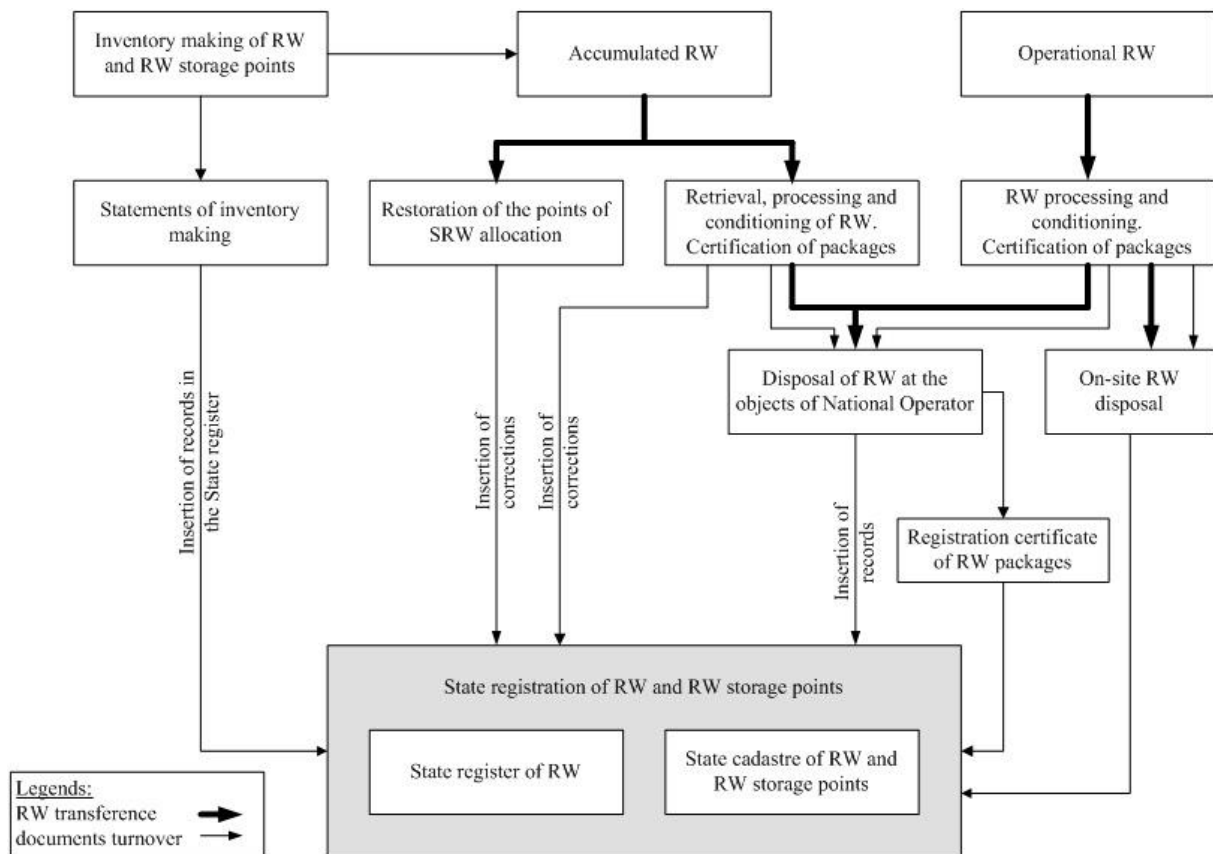 Inventory making of RW
and RW storage points
Accumulated RW
Operational RW
Statements of inventory
making
Restoration of the points of
SRW allocation
Retrieval, processing and
conditioning of RW.
Certification of packages
RW processing and
conditioning.
Certification of packages
Disposal of RW at the
objects of National Operator
On-site RW
disposal
Insertion of records in
the State register
Insertion of
corrections
Insertion of
corrections
Insertion of
records
Registration certificate
of RW packages
State registration of RW and RW storage points
State register of RW
State cadastre of RW and
RW storage points
Legends:
RW transference
documents turnover